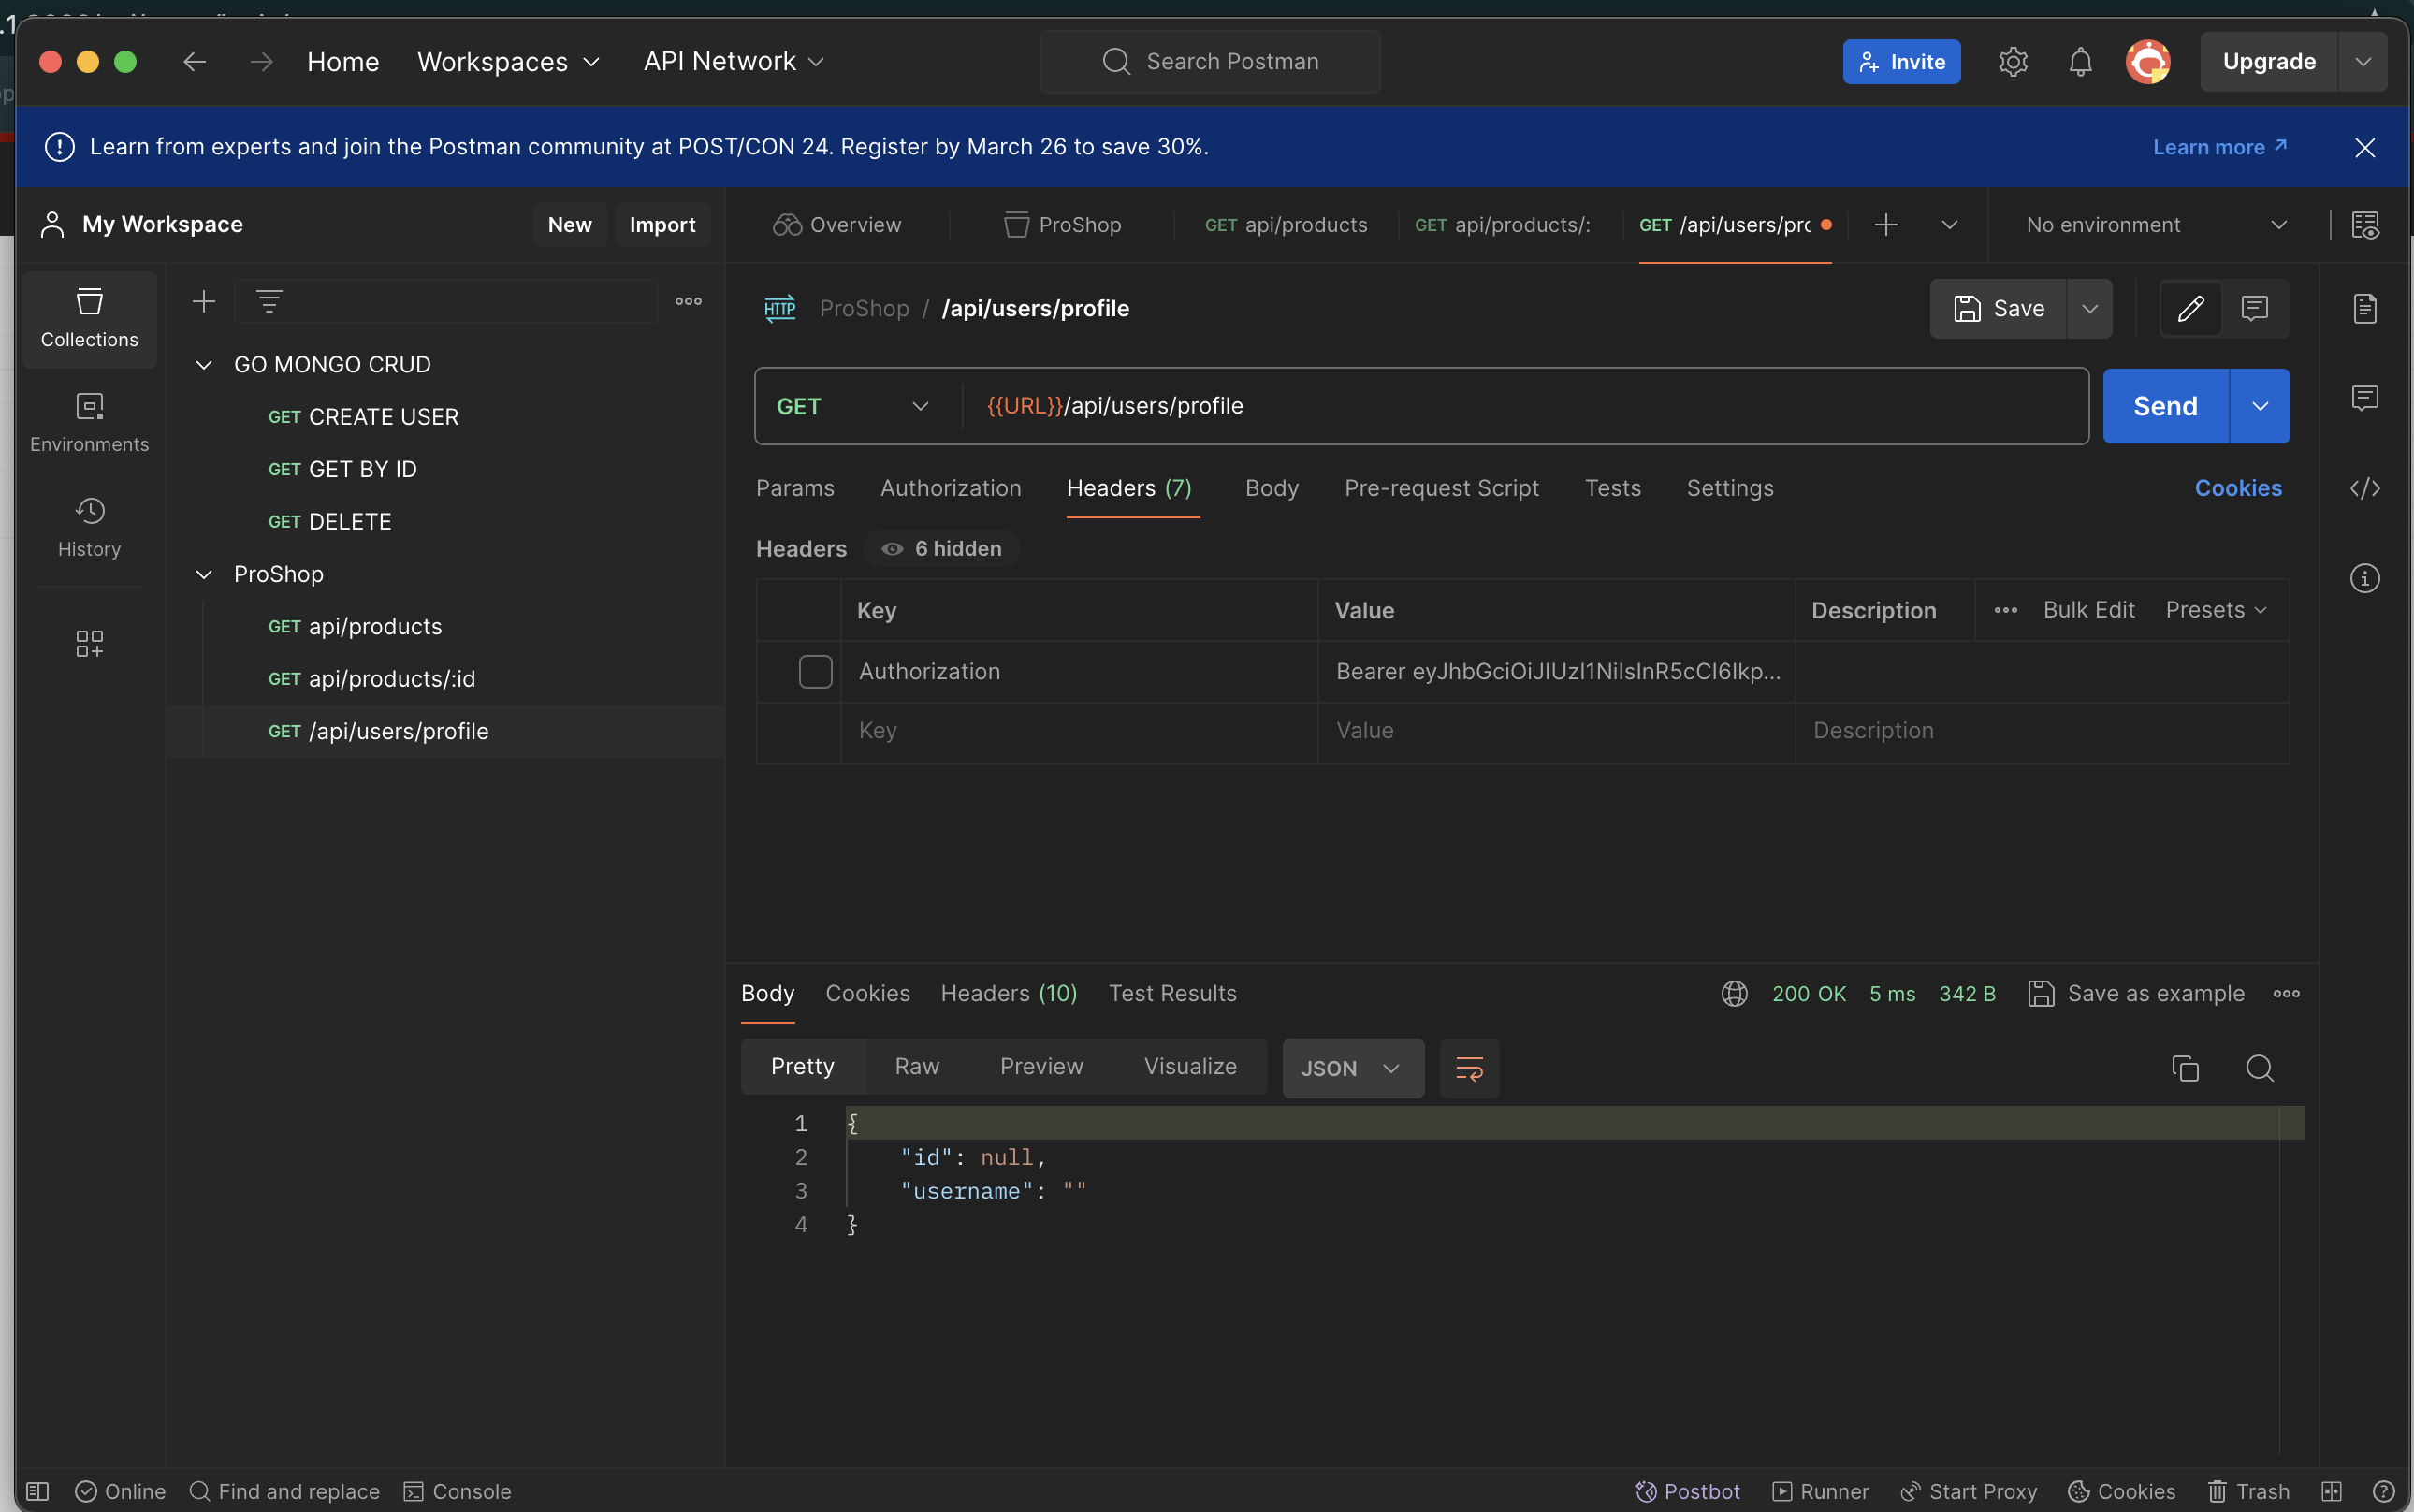 Home Workspaces API Network Search Postman Invite Upgrade
Learn from experts and join the Postman community at POST/CON 24. Register by March 26 to save 30%. Learn more
My Workspace New Import Overview ProShop GET api/products GET api/products/: GET /api/users/prc No environment
Collections
Environments
History
GO MONGO CRUD
GET CREATE USER
GET GET BY ID
GET DELETE
ProShop
GET api/products
GET api/products/:id
GET /api/users/profile
HTTP ProShop / /api/users/profile Save
GET {{URL}}/api/users/profile Send
Params Authorization Headers (7) Body Pre-request Script Tests Settings Cookies
Headers 6 hidden
Key Value Description Bulk Edit Presets
Authorization Bearer eyJhbGciOiJIUzI1NiIsInR5cCI6Ikp...
Key Value Description
Body Cookies Headers (10) Test Results 200 OK 5 ms 342 B Save as example
Pretty Raw Preview Visualize JSON
1 {
2 "id": null,
3 "username": ""
4 }
Online Find and replace Console Postbot Runner Start Proxy Cookies Trash